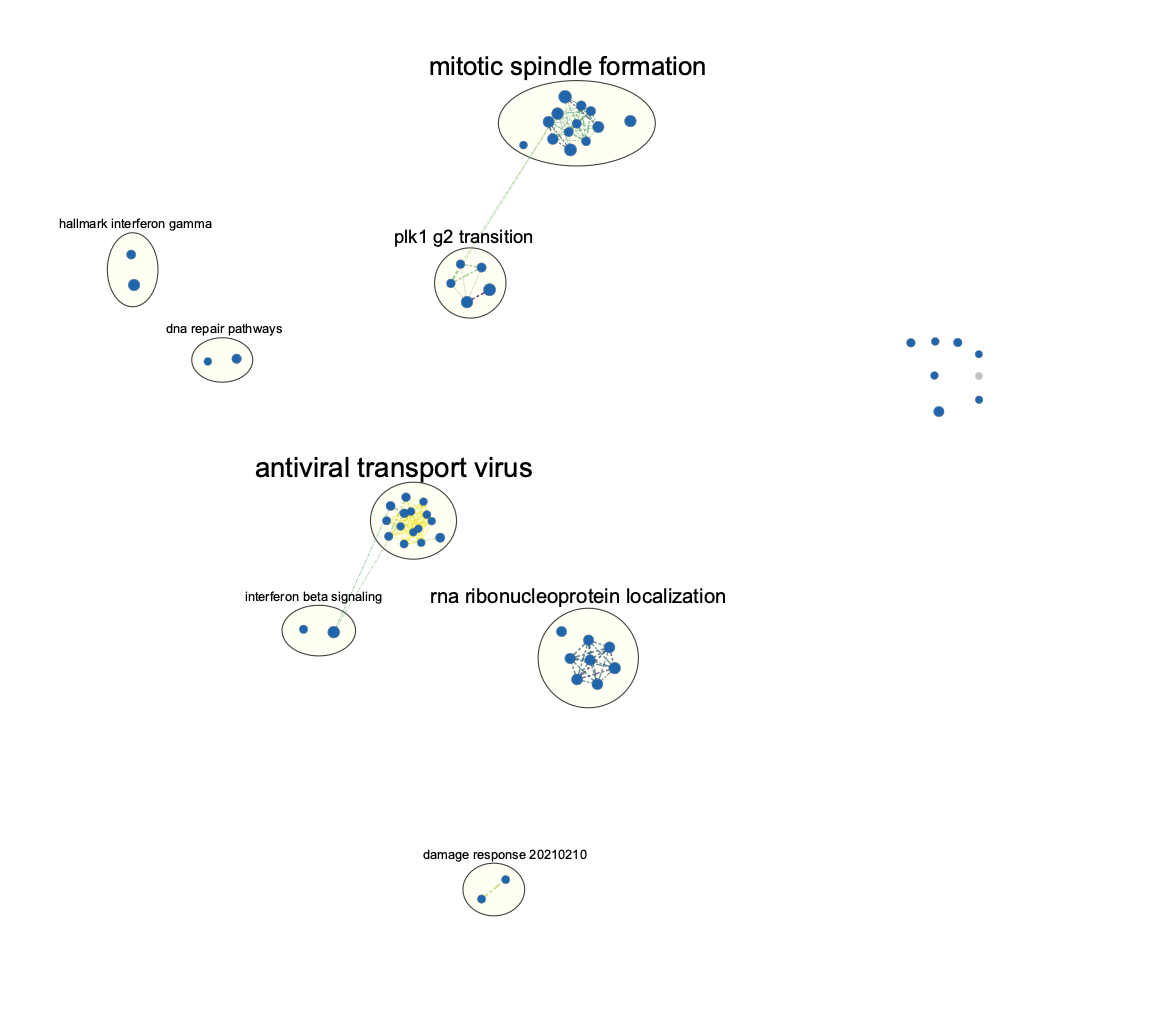 mitotic spindle formation
hallmark interferon gamma
plk1 g2 transition
dna repair pathways
antiviral transport virus
interferon beta signaling
rna ribonucleoprotein localization
damage response 20210210